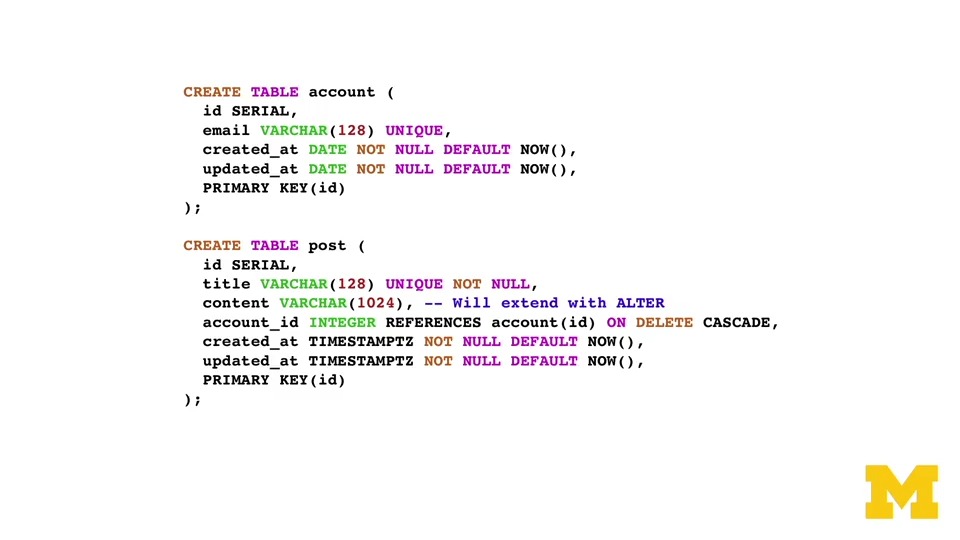 CREATE TABLE account (
  id SERIAL,
  email VARCHAR(128) UNIQUE,
  created_at DATE NOT NULL DEFAULT NOW(),
  updated_at DATE NOT NULL DEFAULT NOW(),
  PRIMARY KEY(id)
);

CREATE TABLE post (
  id SERIAL,
  title VARCHAR(128) UNIQUE NOT NULL,
  content VARCHAR(1024), -- Will extend with ALTER
  account_id INTEGER REFERENCES account(id) ON DELETE CASCADE,
  created_at TIMESTAMPTZ NOT NULL DEFAULT NOW(),
  updated_at TIMESTAMPTZ NOT NULL DEFAULT NOW(),
  PRIMARY KEY(id)
);
M